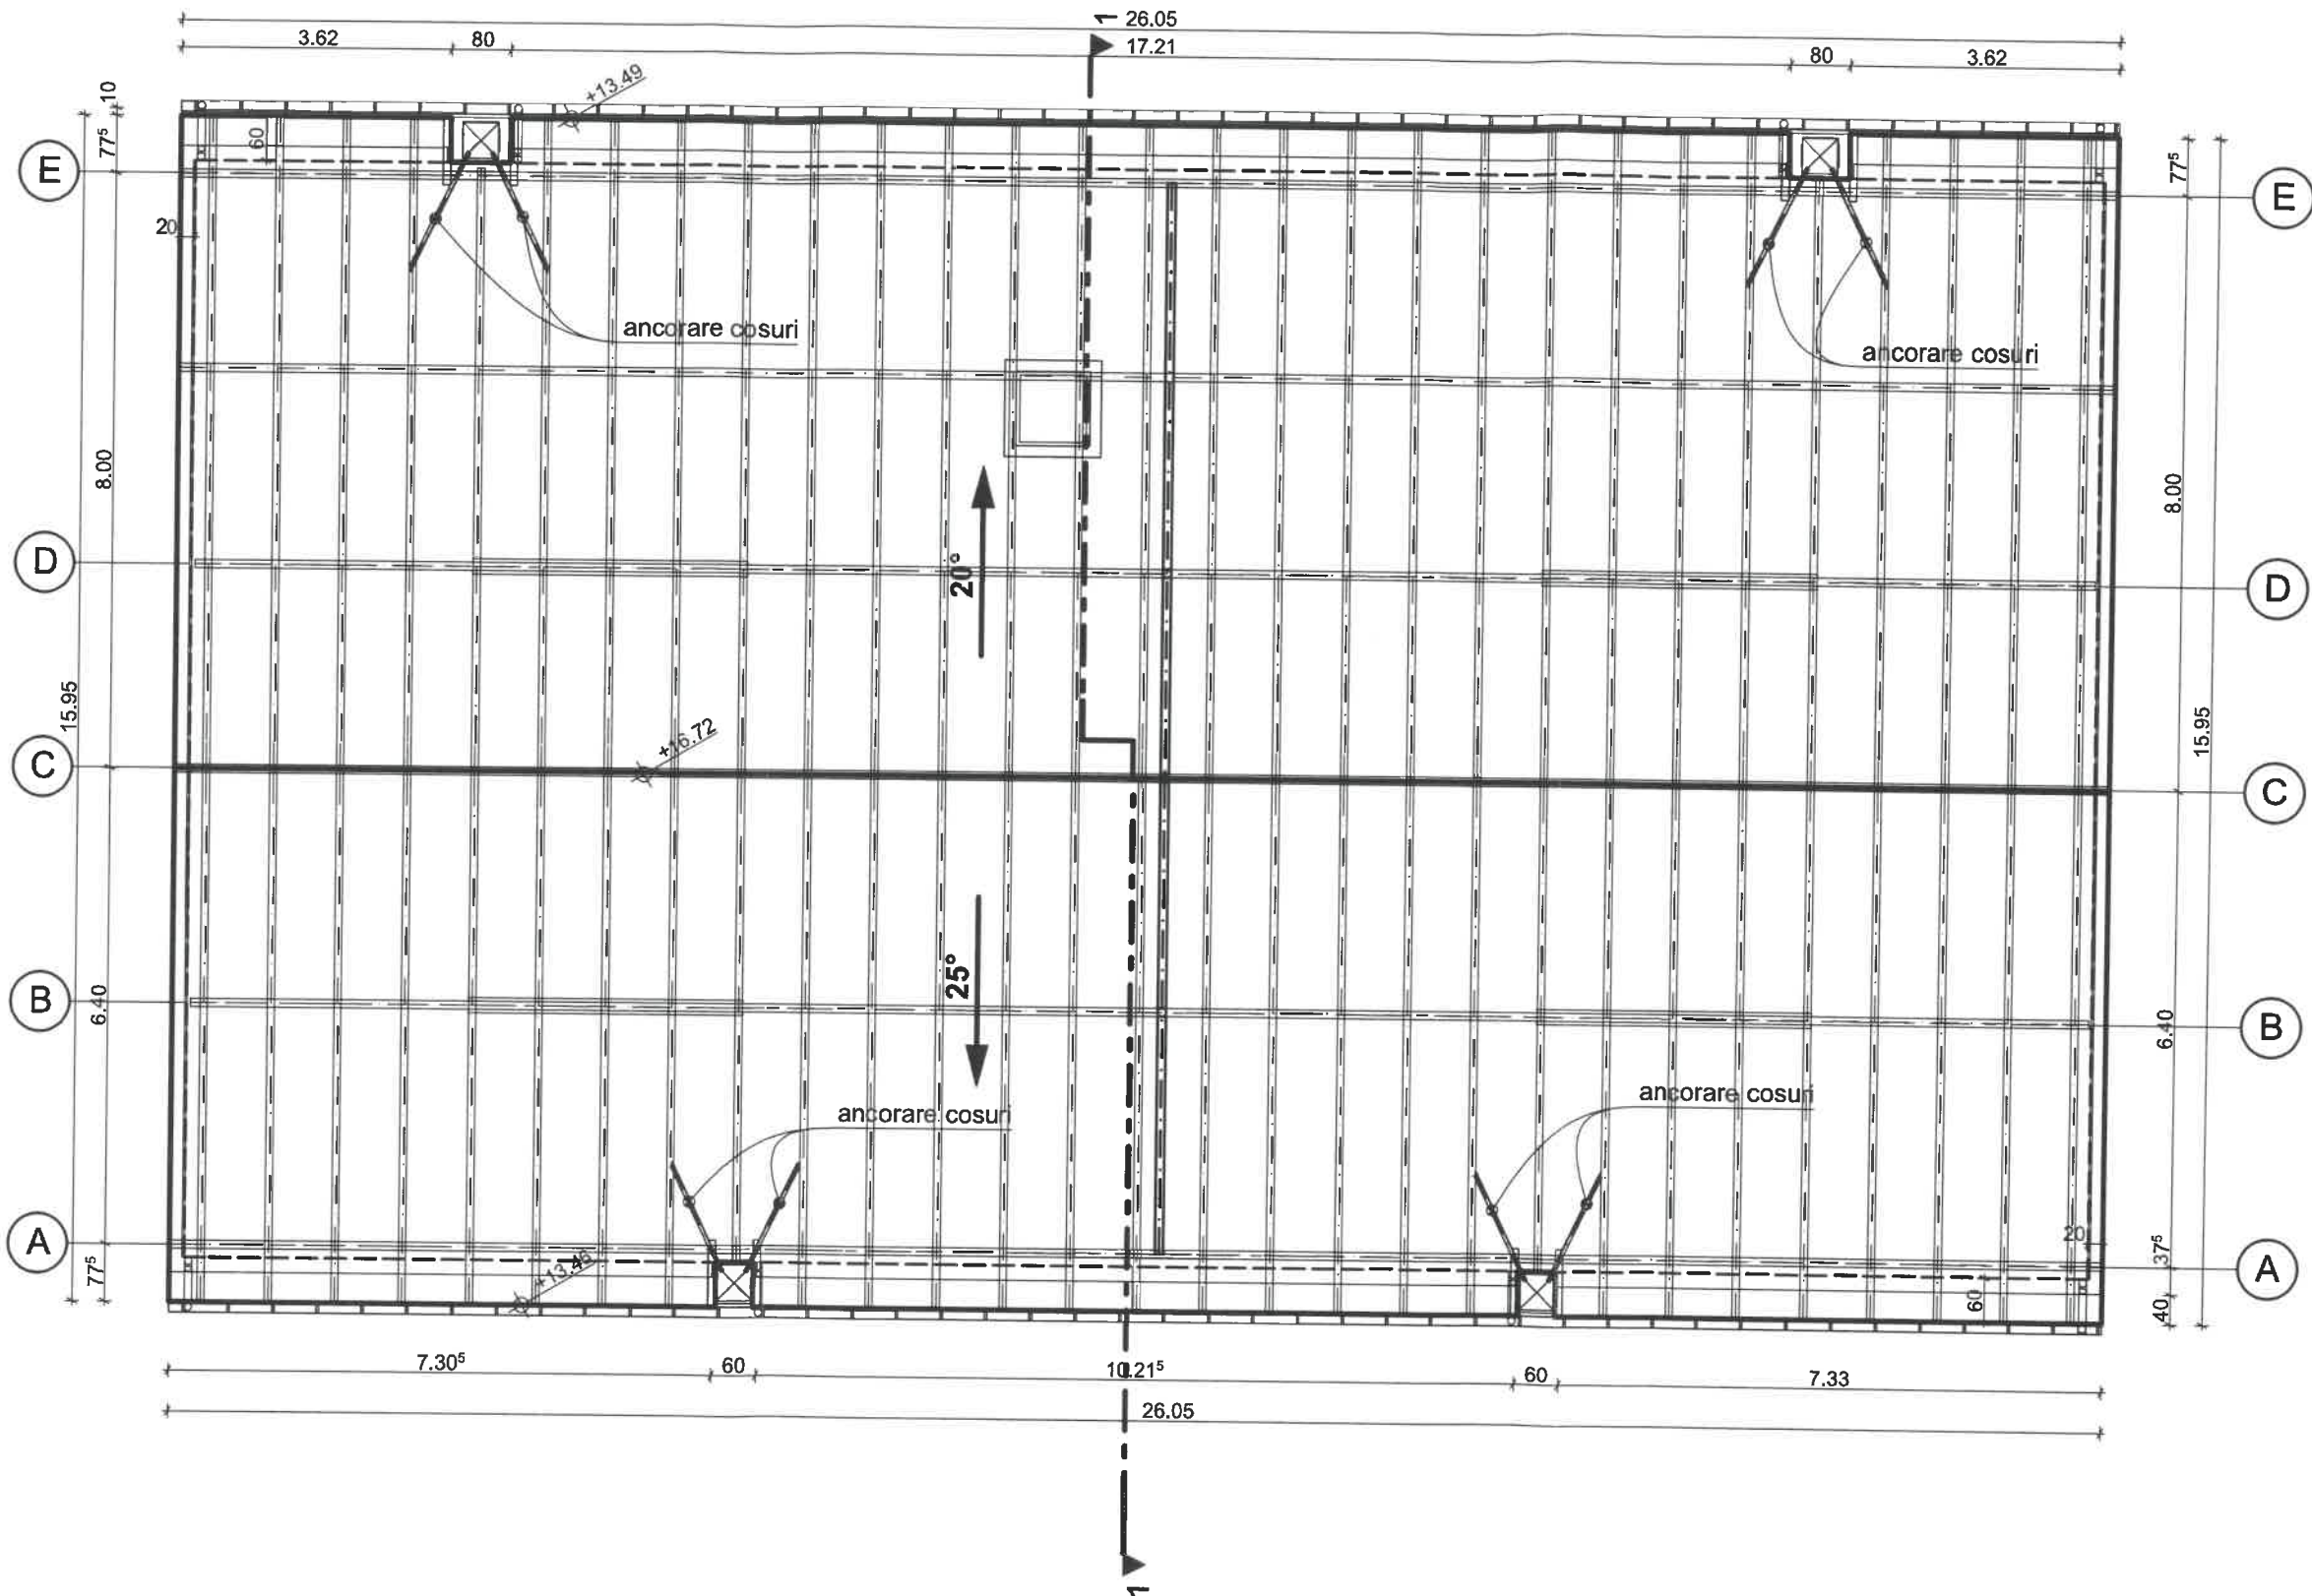 1 26.05
3.62 80 17.21 80 3.62
10
+13.49
77⁵ 60 77⁵
E E
20
ancorare cosuri
ancorare cosuri
8.00 8.00
D 20° D
15.95 +16.72 15.95
C C
25°
B B
6.40 6.40
ancorare cosuri
ancorare cosuri
20
A 37⁵ A
77⁵ +13.46 60 40
7.30⁵ 60 10.21⁵ 60 7.33
26.05
1